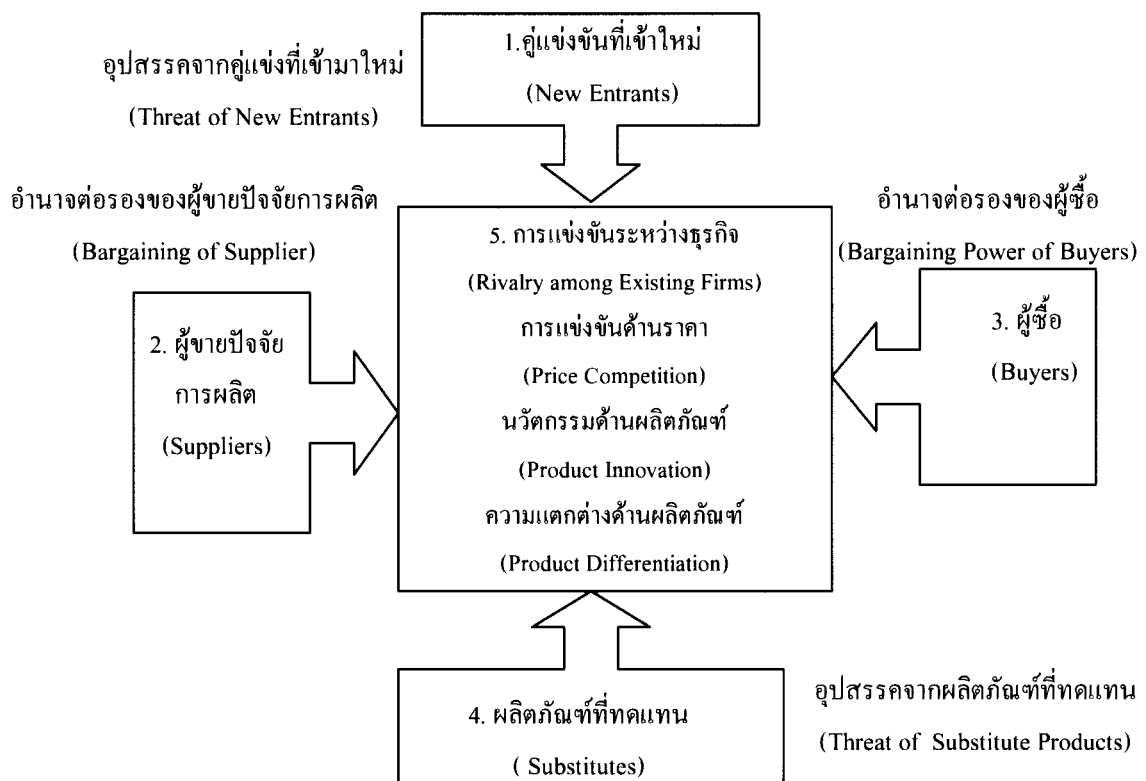 1.คู่แข่งขันที่เข้าใหม่
(New Entrants)
อุปสรรคจากคู่แข่งที่เข้ามาใหม่
(Threat of New Entrants)
อำนาจต่อรองของผู้ขายปัจจัยการผลิต
(Bargaining of Supplier)
อำนาจต่อรองของผู้ซื้อ
(Bargaining Power of Buyers)
2. ผู้ขายปัจจัย
การผลิต
(Suppliers)
5. การแข่งขันระหว่างธุรกิจ
(Rivalry among Existing Firms)
การแข่งขันด้านราคา
(Price Competition)
นวัตกรรมด้านผลิตภัณฑ์
(Product Innovation)
ความแตกต่างด้านผลิตภัณฑ์
(Product Differentiation)
3. ผู้ซื้อ
(Buyers)
4. ผลิตภัณฑ์ที่ทดแทน
( Substitutes)
อุปสรรคจากผลิตภัณฑ์ที่ทดแทน
(Threat of Substitute Products)